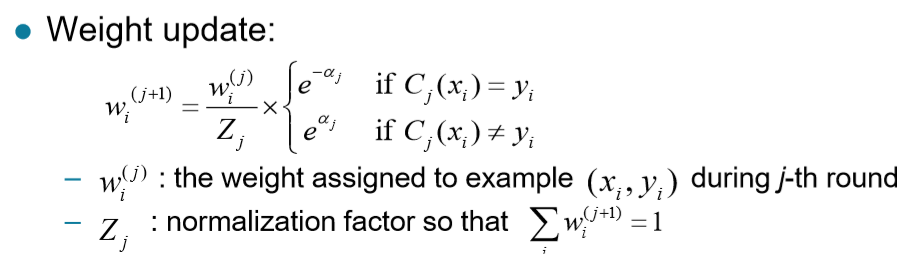 ● Weight update:
w_i^{(j+1)} = \frac{w_i^{(j)}}{Z_j} \times \begin{cases} e^{-\alpha_j} & \text{if } C_j(x_i) = y_i \\ e^{\alpha_j} & \text{if } C_j(x_i) \neq y_i \end{cases}
– w_i^{(j)} : the weight assigned to example (x_i, y_i) during j-th round
– Z_j : normalization factor so that \sum_i w_i^{(j+1)} = 1